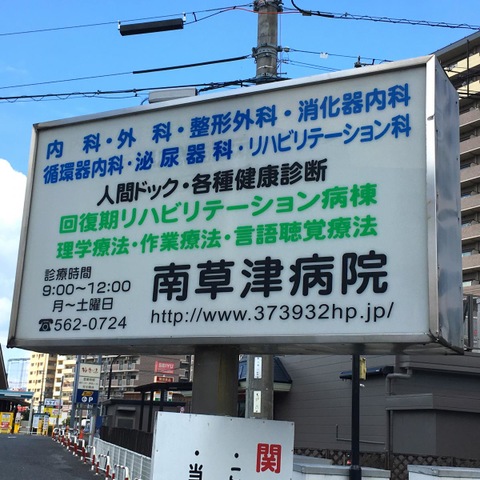 内科・外科・整形外科・消化器内科
循環器内科・泌尿器科・リハビリテーション科
人間ドック・各種健康診断
回復期リハビリテーション病棟
理学療法・作業療法・言語聴覚療法
診療時間
9:00〜12:00
月〜土曜日
☎562-0724
南草津病院
http://www.373932hp.jp/
関
・当